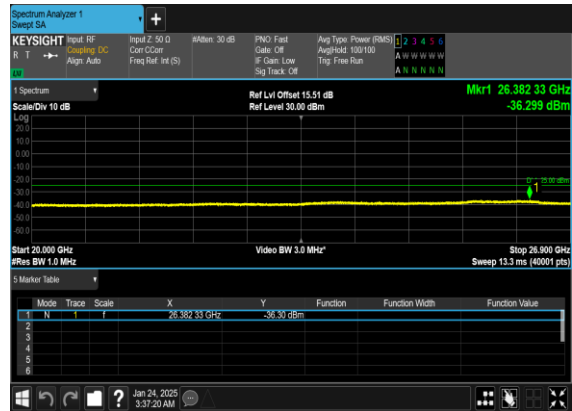 Spectrum Analyzer 1
Swept SA
+
KEYSIGHT Input: RF Input Z: 50 Ω #Atten: 30 dB PNO: Fast Avg Type: Power (RMS) 1 2 3 4 5 6
R T Coupling: DC Corr CCorr Gate: Off Avg|Hold: 100/100 A W W W W W
Align: Auto Freq Ref: Int (S) IF Gain: Low Trig: Free Run
Sig Track: Off A N N N N N
1 Spectrum Ref Lvl Offset 15.51 dB Mkr1 26.382 33 GHz
Scale/Div 10 dB Ref Level 30.00 dBm -36.299 dBm
Log
20.0
10.0
0.00
-10.0
-20.0
-30.0
-40.0
-50.0
-60.0
1
Start 20.000 GHz Video BW 3.0 MHz* Stop 26.900 GHz
#Res BW 1.0 MHz Sweep 13.3 ms (40001 pts)
5 Marker Table
Mode Trace Scale X Y Function Function Width Function Value
1 N 1 f 26.382 33 GHz -36.30 dBm
2
3
4
5
6
? Jan 24, 2025
3:37:20 AM